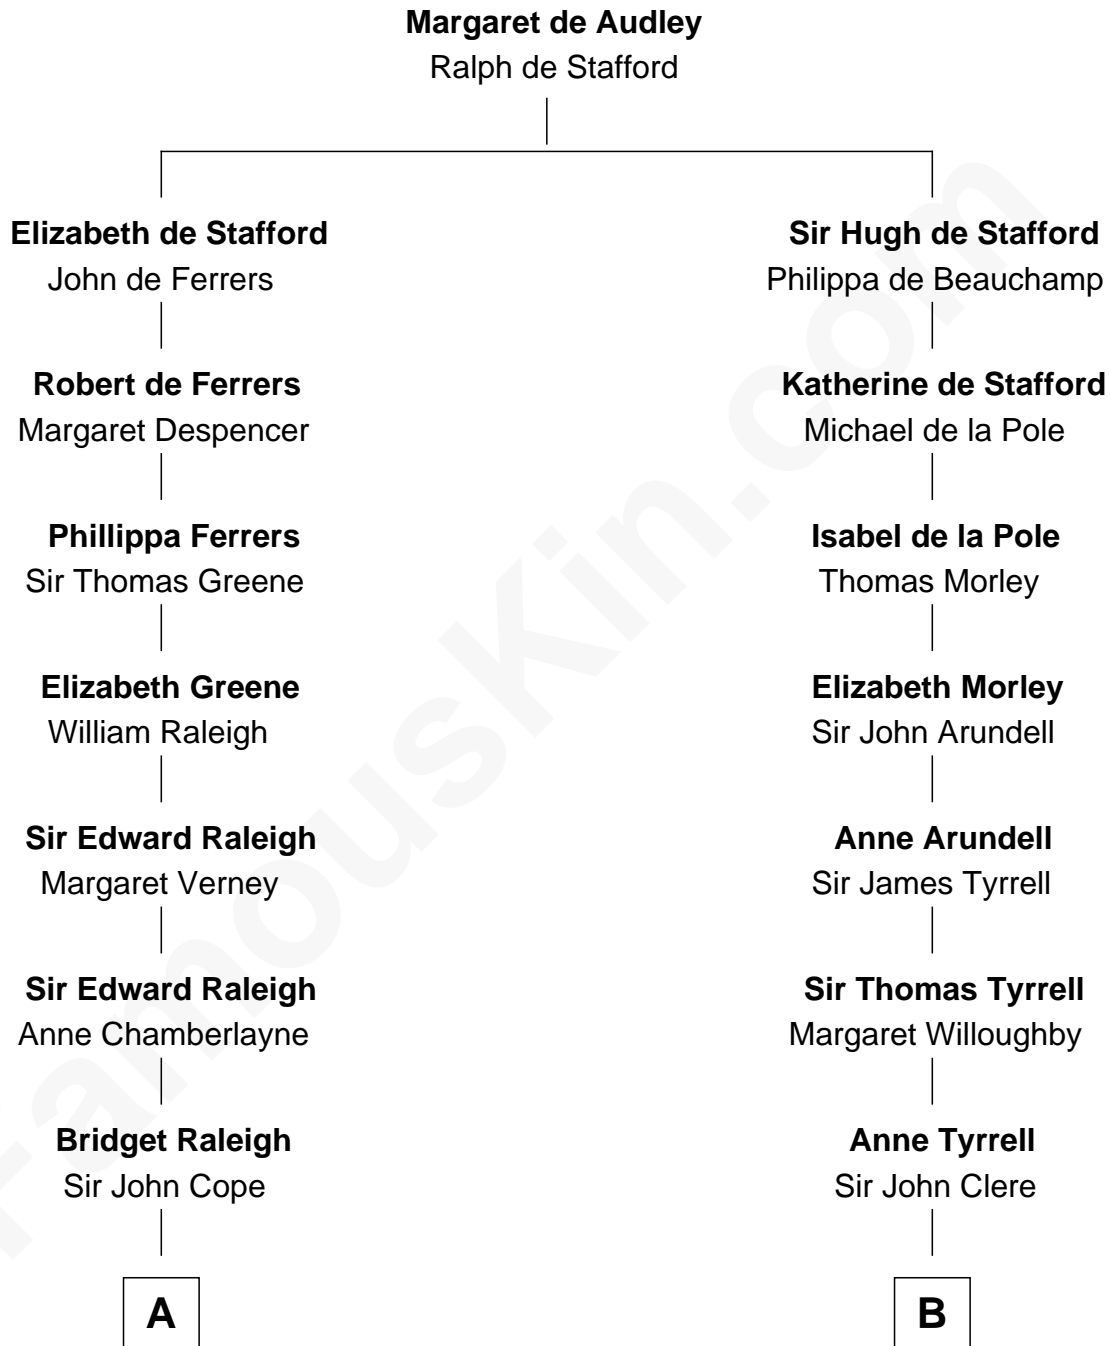 Margaret de Audley
Ralph de Stafford
Elizabeth de Stafford
John de Ferrers
Sir Hugh de Stafford
Philippa de Beauchamp
Robert de Ferrers
Margaret Despencer
Katherine de Stafford
Michael de la Pole
Phillippa Ferrers
Sir Thomas Greene
Isabel de la Pole
Thomas Morley
Elizabeth Greene
William Raleigh
Elizabeth Morley
Sir John Arundell
Sir Edward Raleigh
Margaret Verney
Anne Arundell
Sir James Tyrrell
Sir Edward Raleigh
Anne Chamberlayne
Sir Thomas Tyrrell
Margaret Willoughby
Bridget Raleigh
Sir John Cope
Anne Tyrrell
Sir John Clere
A
B
FamousKin.com